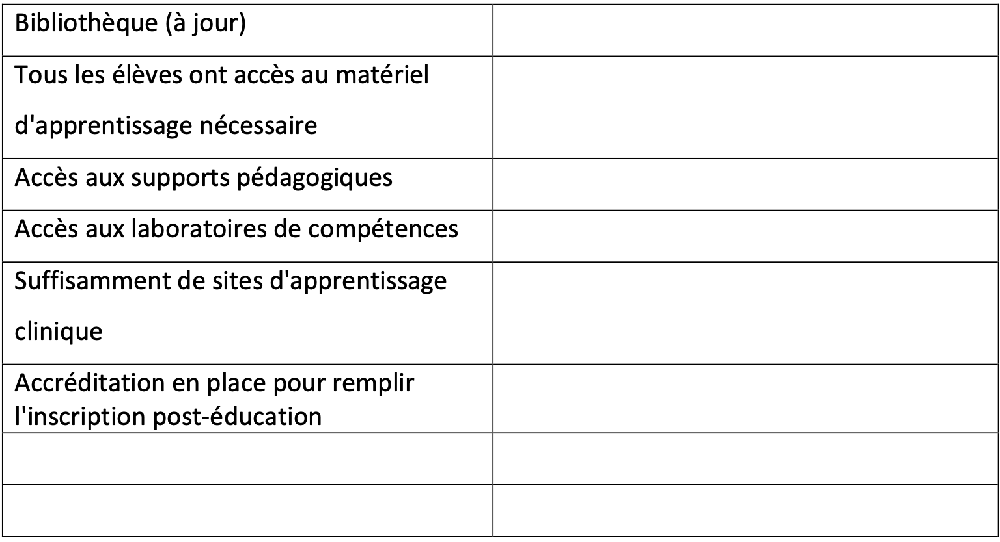 Bibliothèque (à jour)
Tous les élèves ont accès au matériel
d'apprentissage nécessaire
Accès aux supports pédagogiques
Accès aux laboratoires de compétences
Suffisamment de sites d'apprentissage
clinique
Accréditation en place pour remplir
l'inscription post-éducation